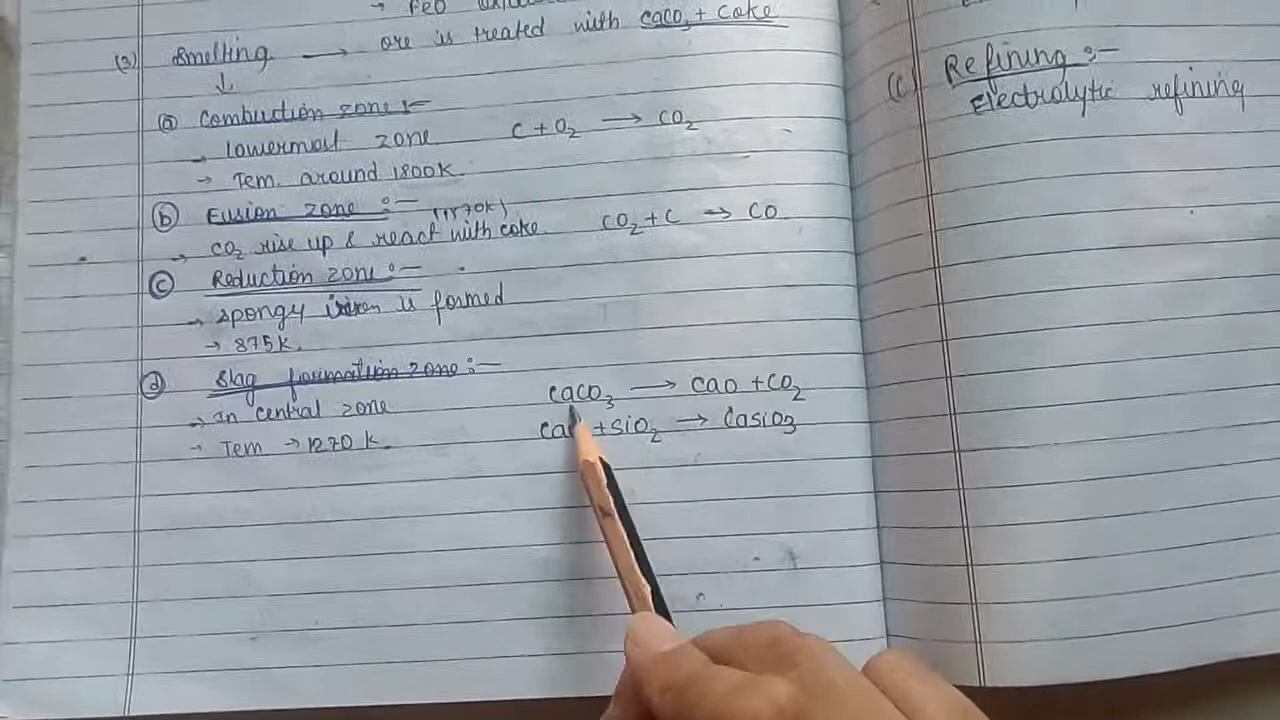 → FeO
(3) Smelting → ore is treated with caco3 + coke
↓
(a) Combuction zone :-
→ Lowermost zone C + O2 → CO2
→ Tem. around 1800K.
(b) Fusion zone :-
→ CO2 rise up & react with coke CO2 + C → CO
(c) Reduction zone :-
→ Spongy iron is formed
→ 875K.
(d) Slag formation zone :-
→ In central zone CaCO3 → CaO + CO2
→ Tem → 1270 K. + SiO2 → CaSiO3
(C) Refining :-
Electrolytic refining